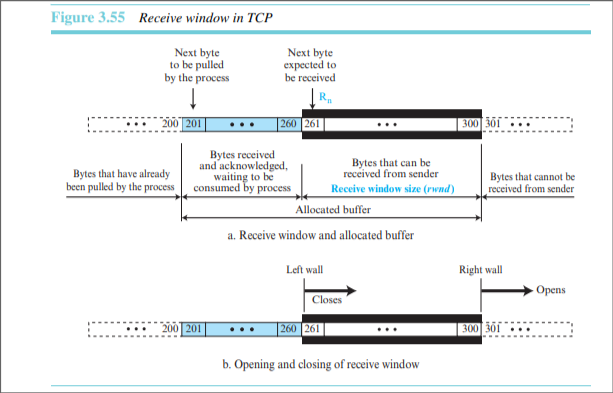 Figure 3.55 Receive window in TCP
Next byte
to be pulled
by the process
Next byte
expected to
be received
Rn
••• 200 201 ••• 260 261 ••• 300 301 •••
Bytes that have already
been pulled by the process
Bytes received
and acknowledged,
waiting to be
consumed by process
Bytes that can be
received from sender
Receive window size (rwnd)
Bytes that cannot be
received from sender
Allocated buffer
a. Receive window and allocated buffer
Left wall
Right wall
Closes
Opens
••• 200 201 ••• 260 261 ••• 300 301 •••
b. Opening and closing of receive window